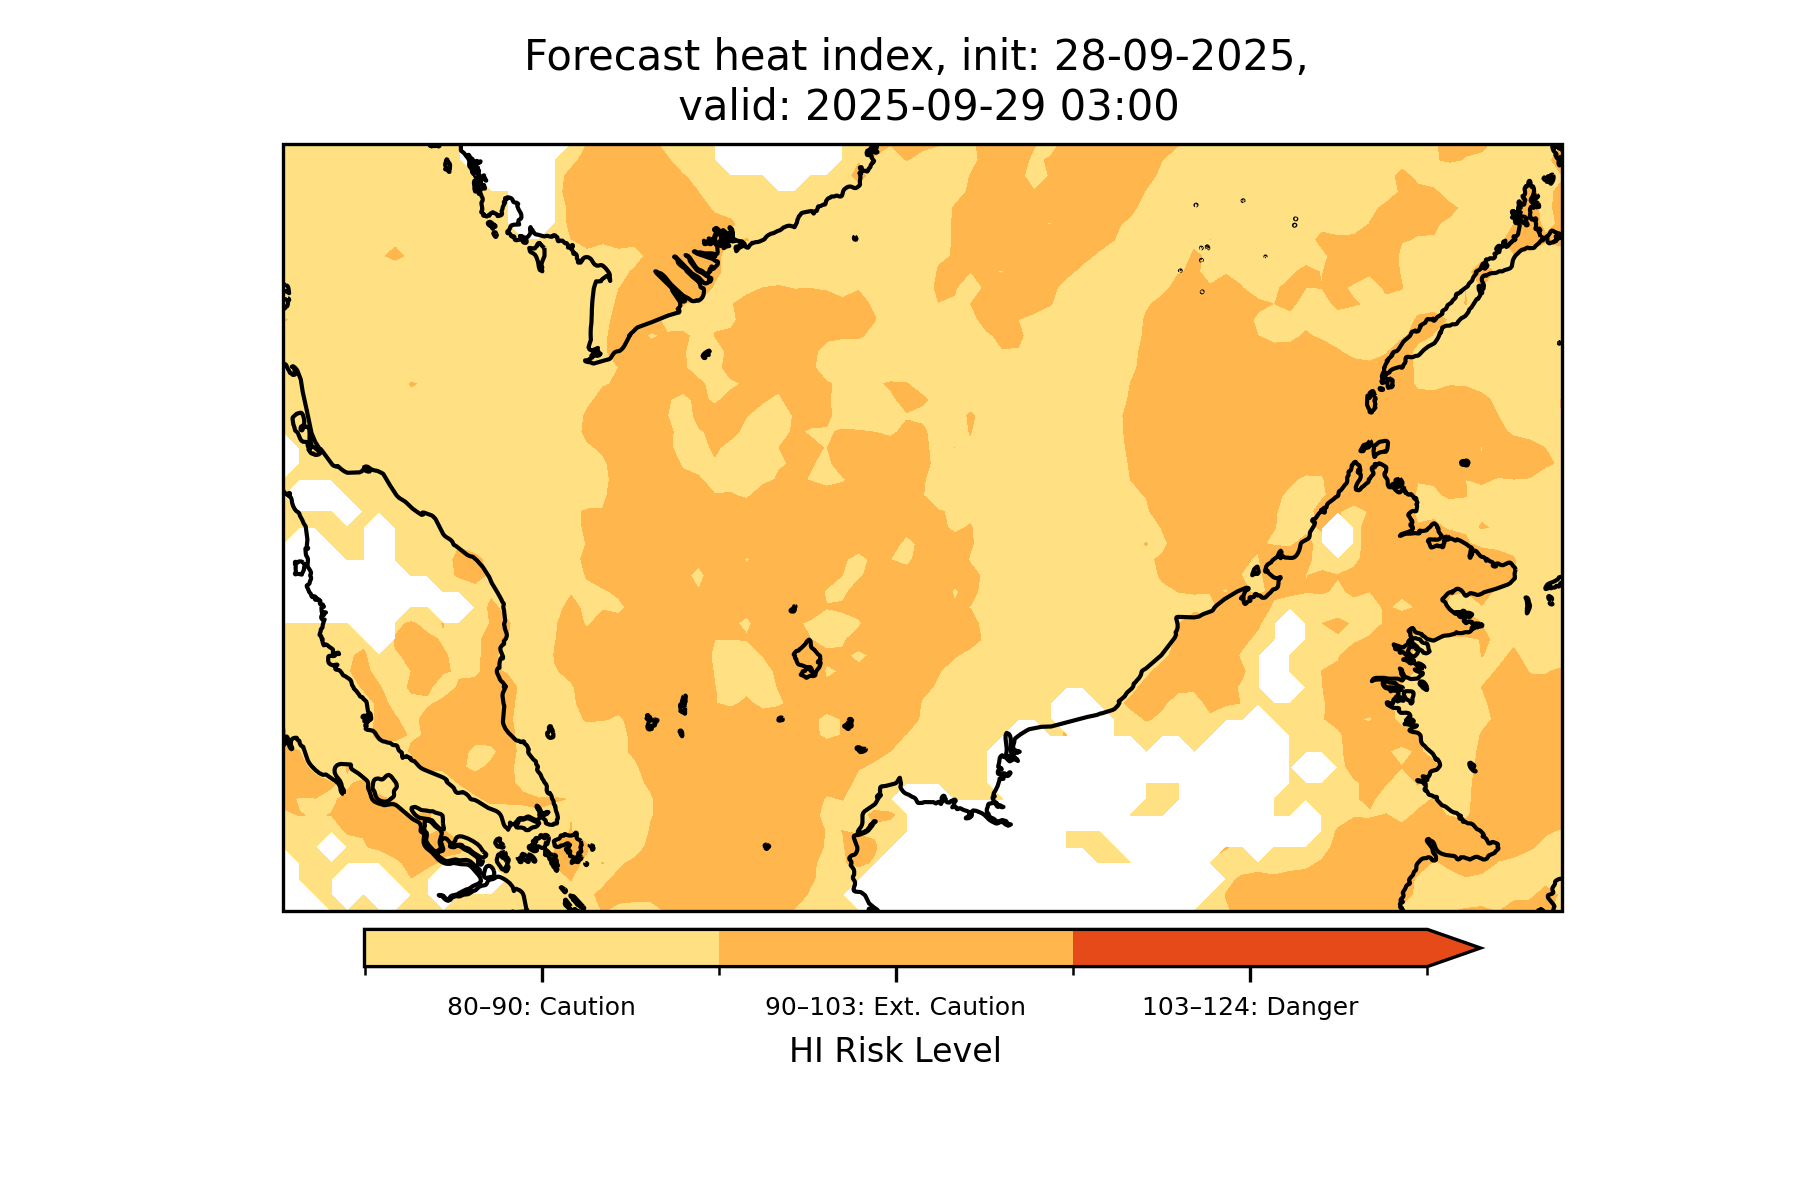 Forecast heat index, init: 28-09-2025,
valid: 2025-09-29 03:00
80–90: Caution
90–103: Ext. Caution
103–124: Danger
HI Risk Level